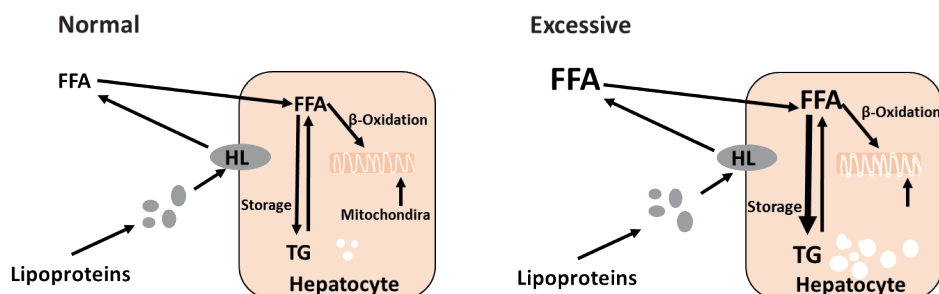 Normal
FFA
FFA
β-Oxidation
HL
Storage
Mitochondira
TG
Lipoproteins
Hepatocyte
Excessive
FFA
FFA
β-Oxidation
HL
Storage
TG
Lipoproteins
Hepatocyte